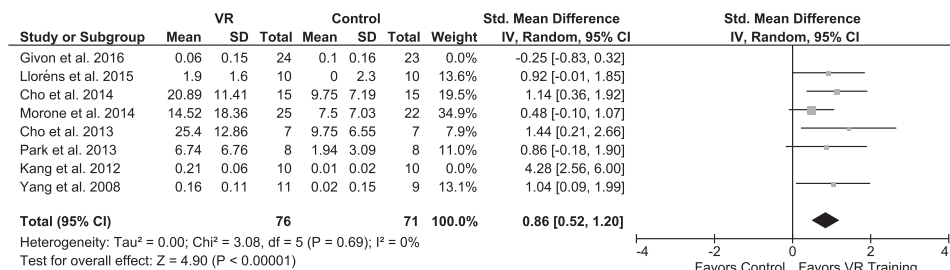 VR Control Std. Mean Difference Std. Mean Difference
Study or Subgroup Mean SD Total Mean SD Total Weight IV, Random, 95% CI IV, Random, 95% CI
Givon et al. 2016 0.06 0.15 24 0.1 0.16 23 0.0% -0.25 [-0.83, 0.32]
Lloréns et al. 2015 1.9 1.6 10 0 2.3 10 13.6% 0.92 [-0.01, 1.85]
Cho et al. 2014 20.89 11.41 15 9.75 7.19 15 19.4% 1.14 [0.36, 1.92]
Morone et al. 2014 14.52 18.36 25 7.5 7.03 22 34.9% 0.48 [-0.10, 1.07]
Cho et al. 2013 25.4 12.86 7 9.75 6.55 7 7.9% 1.44 [0.21, 2.66]
Park et al. 2013 6.74 6.76 8 1.94 3.09 8 11.1% 0.86 [-0.18, 1.90]
Kang et al. 2012 0.21 0.06 10 0.01 0.02 10 0.0% 4.28 [2.56, 6.00]
Yang et al. 2008 0.16 0.11 11 0.02 0.15 9 13.1% 1.04 [0.09, 1.99]
Total (95% CI) 76 71 100.0% 0.86 [0.52, 1.20]
Heterogeneity: Tau² = 0.00; Chi² = 3.08, df = 5 (P = 0.69); I² = 0%
Test for overall effect: Z = 4.90 (P < 0.00001)
-4 -2 0 2 4
Favors Control Favors VR Training